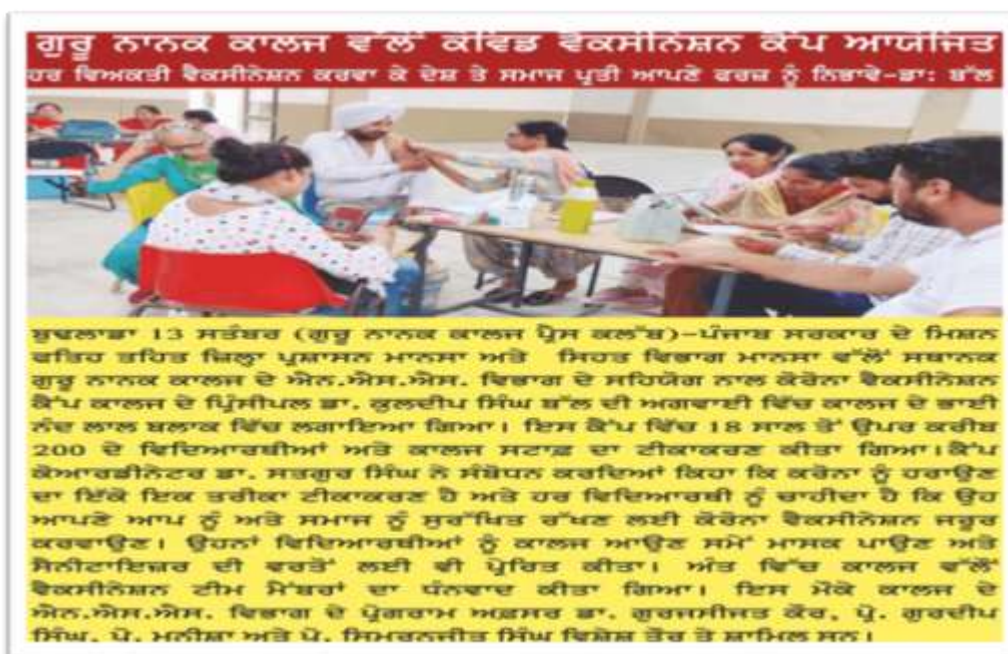 ਗੁਰੂ ਨਾਨਕ ਕਾਲਜ ਵੱਲੋਂ ਕੋਵਿਡ ਵੈਕਸੀਨੇਸ਼ਨ ਕੈਂਪ ਆਯੋਜਿਤ
ਹਰ ਵਿਅਕਤੀ ਵੈਕਸੀਨੇਸ਼ਨ ਕਰਵਾ ਕੇ ਦੇਸ਼ ਤੇ ਸਮਾਜ ਪ੍ਰਤੀ ਆਪਣੇ ਫਰਜ਼ ਨੂੰ ਨਿਭਾਵੇ-ਡਾ: ਬੱਲ
ਬੁਢਲਾਡਾ 13 ਸਤੰਬਰ (ਗੁਰੂ ਨਾਨਕ ਕਾਲਜ ਪ੍ਰੈਸ ਕਲੱਬ)-ਪੰਜਾਬ ਸਰਕਾਰ ਦੇ ਮਿਸ਼ਨ
ਫਤਿਹ ਤਹਿਤ ਜ਼ਿਲ੍ਹਾ ਪ੍ਰਸ਼ਾਸਨ ਮਾਨਸਾ ਅਤੇ ਸਿਹਤ ਵਿਭਾਗ ਮਾਨਸਾ ਵੱਲੋਂ ਸਥਾਨਕ
ਗੁਰੂ ਨਾਨਕ ਕਾਲਜ ਦੇ ਐਨ.ਐਸ.ਐਸ. ਵਿਭਾਗ ਦੇ ਸਹਿਯੋਗ ਨਾਲ ਕੋਰੋਨਾ ਵੈਕਸੀਨੇਸ਼ਨ
ਕੈਂਪ ਕਾਲਜ ਦੇ ਪ੍ਰਿੰਸੀਪਲ ਡਾ. ਕੁਲਦੀਪ ਸਿੰਘ ਬੱਲ ਦੀ ਅਗਵਾਈ ਵਿੱਚ ਕਾਲਜ ਦੇ ਭਾਈ
ਨੰਦ ਲਾਲ ਬਲਾਕ ਵਿੱਚ ਲਗਾਇਆ ਗਿਆ। ਇਸ ਕੈਂਪ ਵਿੱਚ 18 ਸਾਲ ਤੋਂ ਉਪਰ ਕਰੀਬ
200 ਦੇ ਵਿਦਿਆਰਥੀਆਂ ਅਤੇ ਕਾਲਜ ਸਟਾਫ਼ ਦਾ ਟੀਕਾਕਰਣ ਕੀਤਾ ਗਿਆ।ਕੈਂਪ
ਕੋਆਰਡੀਨੇਟਰ ਡਾ. ਸਤਗੁਰ ਸਿੰਘ ਨੇ ਸੰਬੋਧਨ ਕਰਦਿਆਂ ਕਿਹਾ ਕਿ ਕਰੋਨਾ ਨੂੰ ਹਰਾਉਣ
ਦਾ ਇੱਕੋ ਇਕ ਤਰੀਕਾ ਟੀਕਾਕਰਣ ਹੈ ਅਤੇ ਹਰ ਵਿਦਿਆਰਥੀ ਨੂੰ ਚਾਹੀਦਾ ਹੈ ਕਿ ਉਹ
ਆਪਣੇ ਆਪ ਨੂੰ ਅਤੇ ਸਮਾਜ ਨੂੰ ਸੁਰੱਖਿਤ ਰੱਖਣ ਲਈ ਕੋਰੋਨਾ ਵੈਕਸੀਨੇਸ਼ਨ ਜਰੂਰ
ਕਰਵਾਉਣ। ਉਹਨਾਂ ਵਿਦਿਆਰਥੀਆਂ ਨੂੰ ਕਾਲਜ ਆਉਣ ਸਮੇਂ ਮਾਸਕ ਪਾਉਣ ਅਤੇ
ਸੈਨੀਟਾਇਜ਼ਰ ਦੀ ਵਰਤੋਂ ਲਈ ਵੀ ਪ੍ਰੇਰਿਤ ਕੀਤਾ। ਅੰਤ ਵਿੱਚ ਕਾਲਜ ਵੱਲੋਂ
ਵੈਕਸੀਨੇਸ਼ਨ ਟੀਮ ਮੈਂਬਰਾਂ ਦਾ ਧੰਨਵਾਦ ਕੀਤਾ ਗਿਆ। ਇਸ ਮੌਕੇ ਕਾਲਜ ਦੇ
ਐਨ.ਐਸ.ਐਸ. ਵਿਭਾਗ ਦੇ ਪ੍ਰੋਗਰਾਮ ਅਫ਼ਸਰ ਡਾ. ਗੁਰਜਸੀਜਤ ਕੌਰ, ਪ੍ਰੋ. ਗੁਰਦੀਪ
ਸਿੰਘ, ਪੋ. ਮਨੀਸ਼ਾ ਅਤੇ ਪੋ. ਸਿਮਰਨਜੀਤ ਸਿੰਘ ਵਿਸ਼ੇਸ਼ ਤੌਰ ਤੇ ਸ਼ਾਮਿਲ ਸਨ।